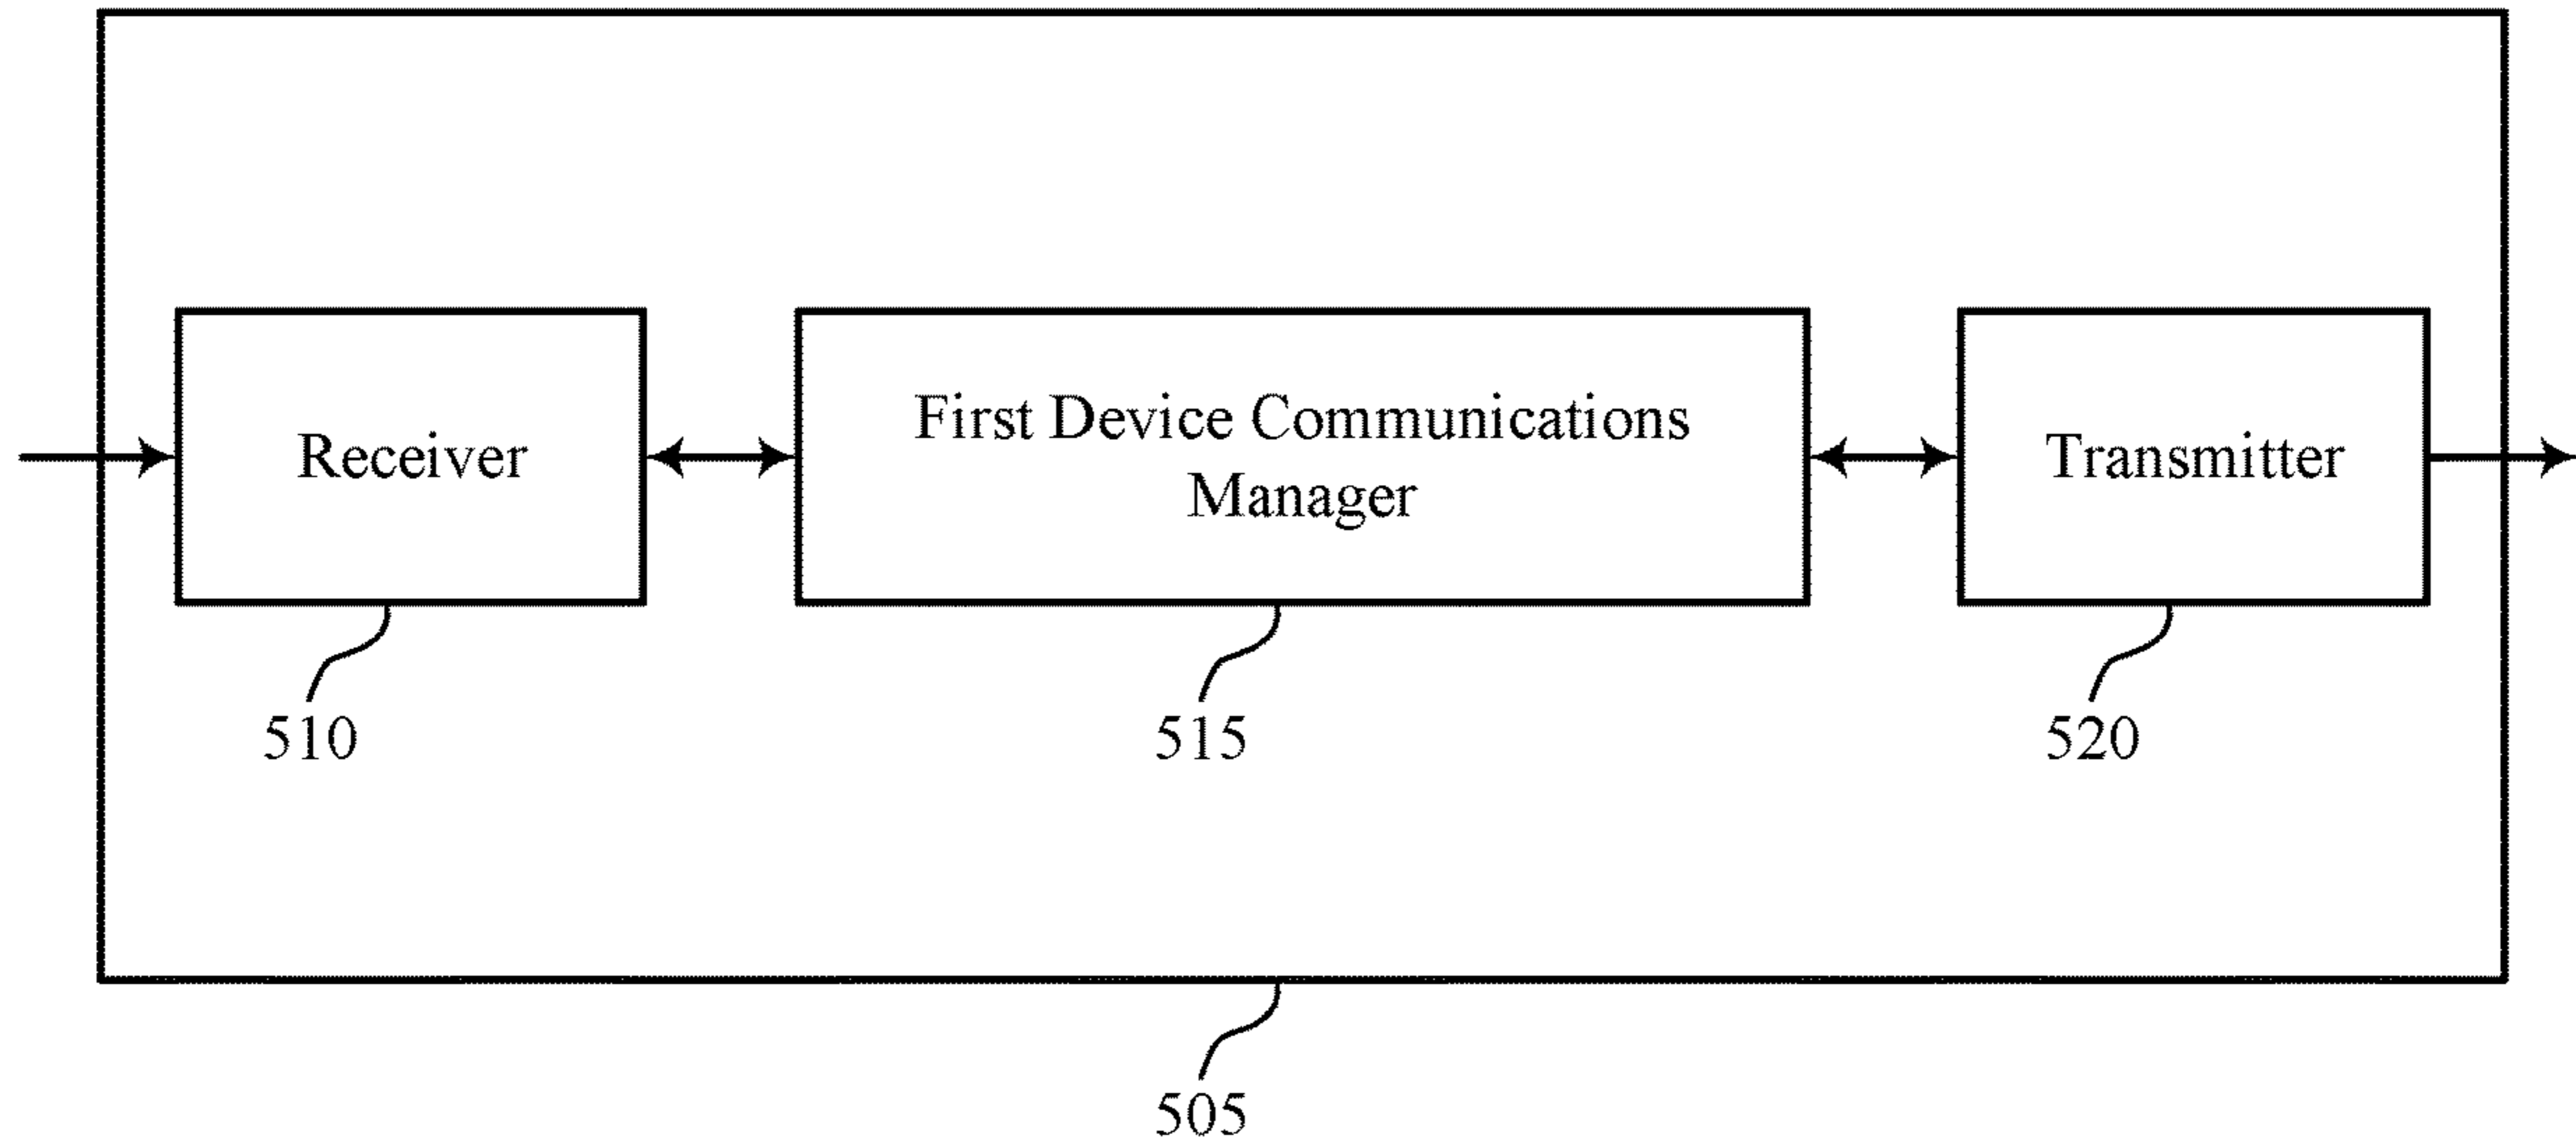 Receiver
First Device Communications
Manager
Transmitter
510
515
520
505